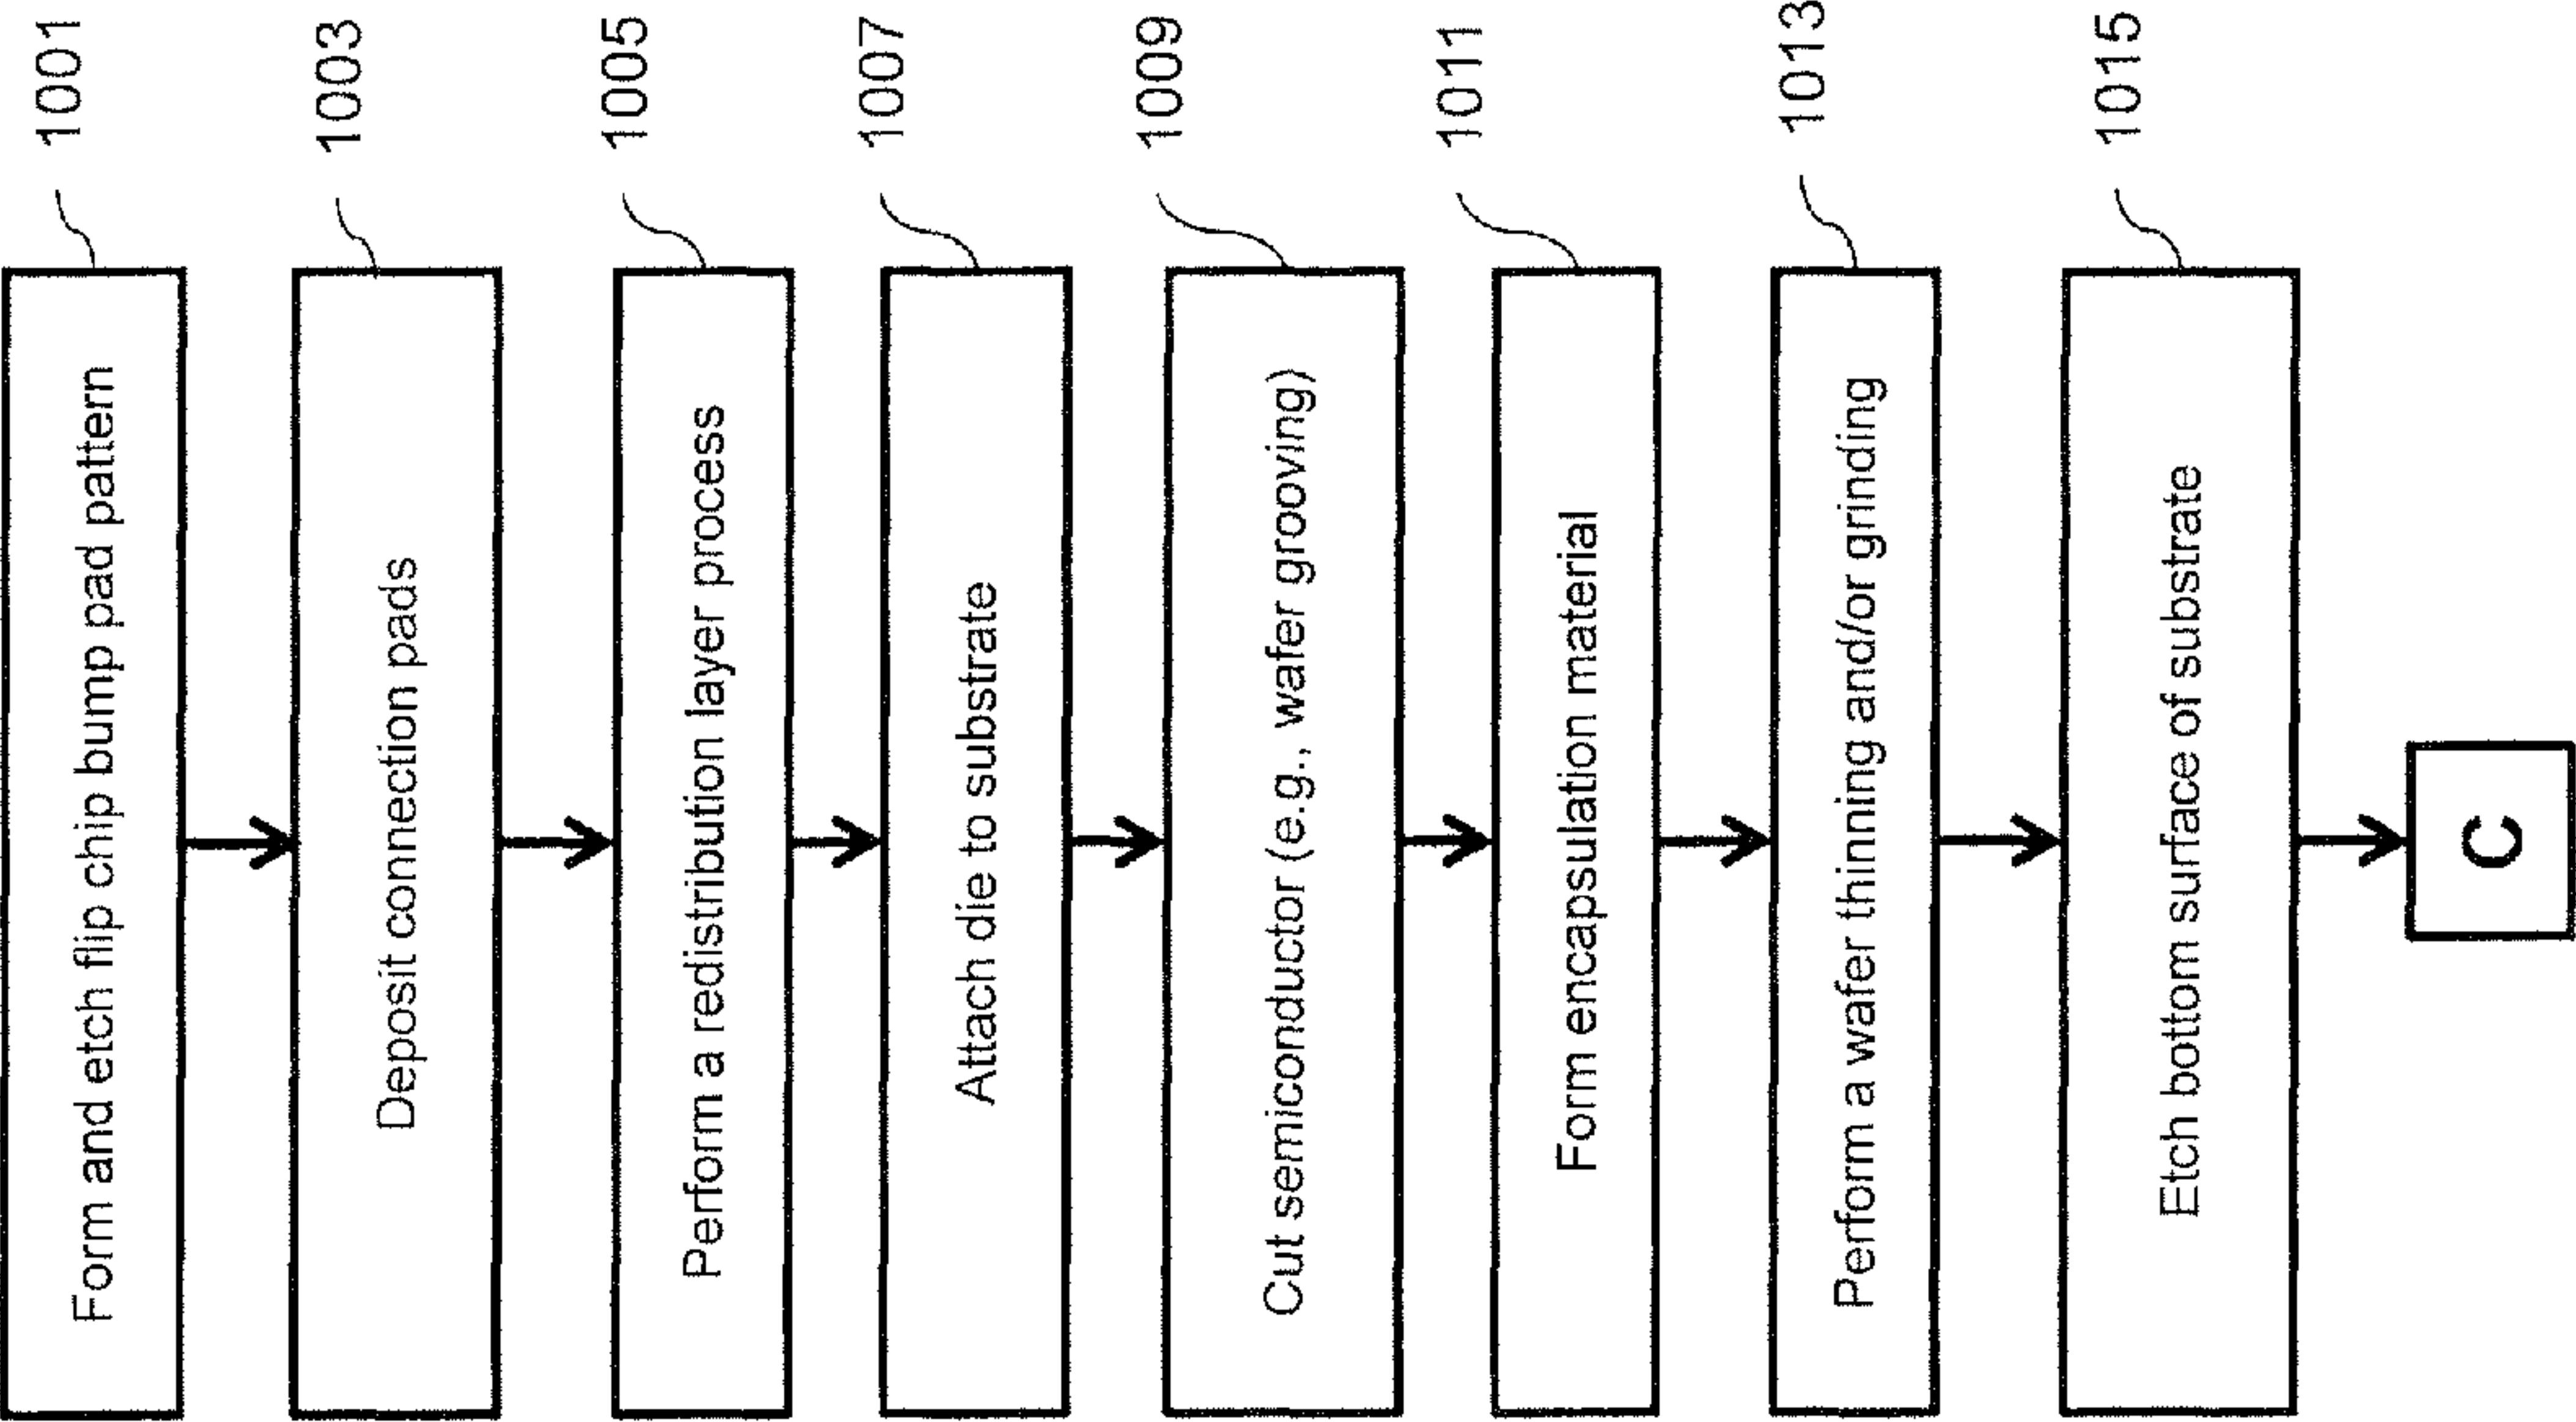 Form and etch flip chip bump pad pattern
1001
Deposit connection pads
1003
Perform a redistribution layer process
1005
Attach die to substrate
1007
Cut semiconductor (e.g., wafer grooving)
1009
Form encapsulation material
1011
Perform a wafer thinning and/or grinding
1013
Etch bottom surface of substrate
1015
C